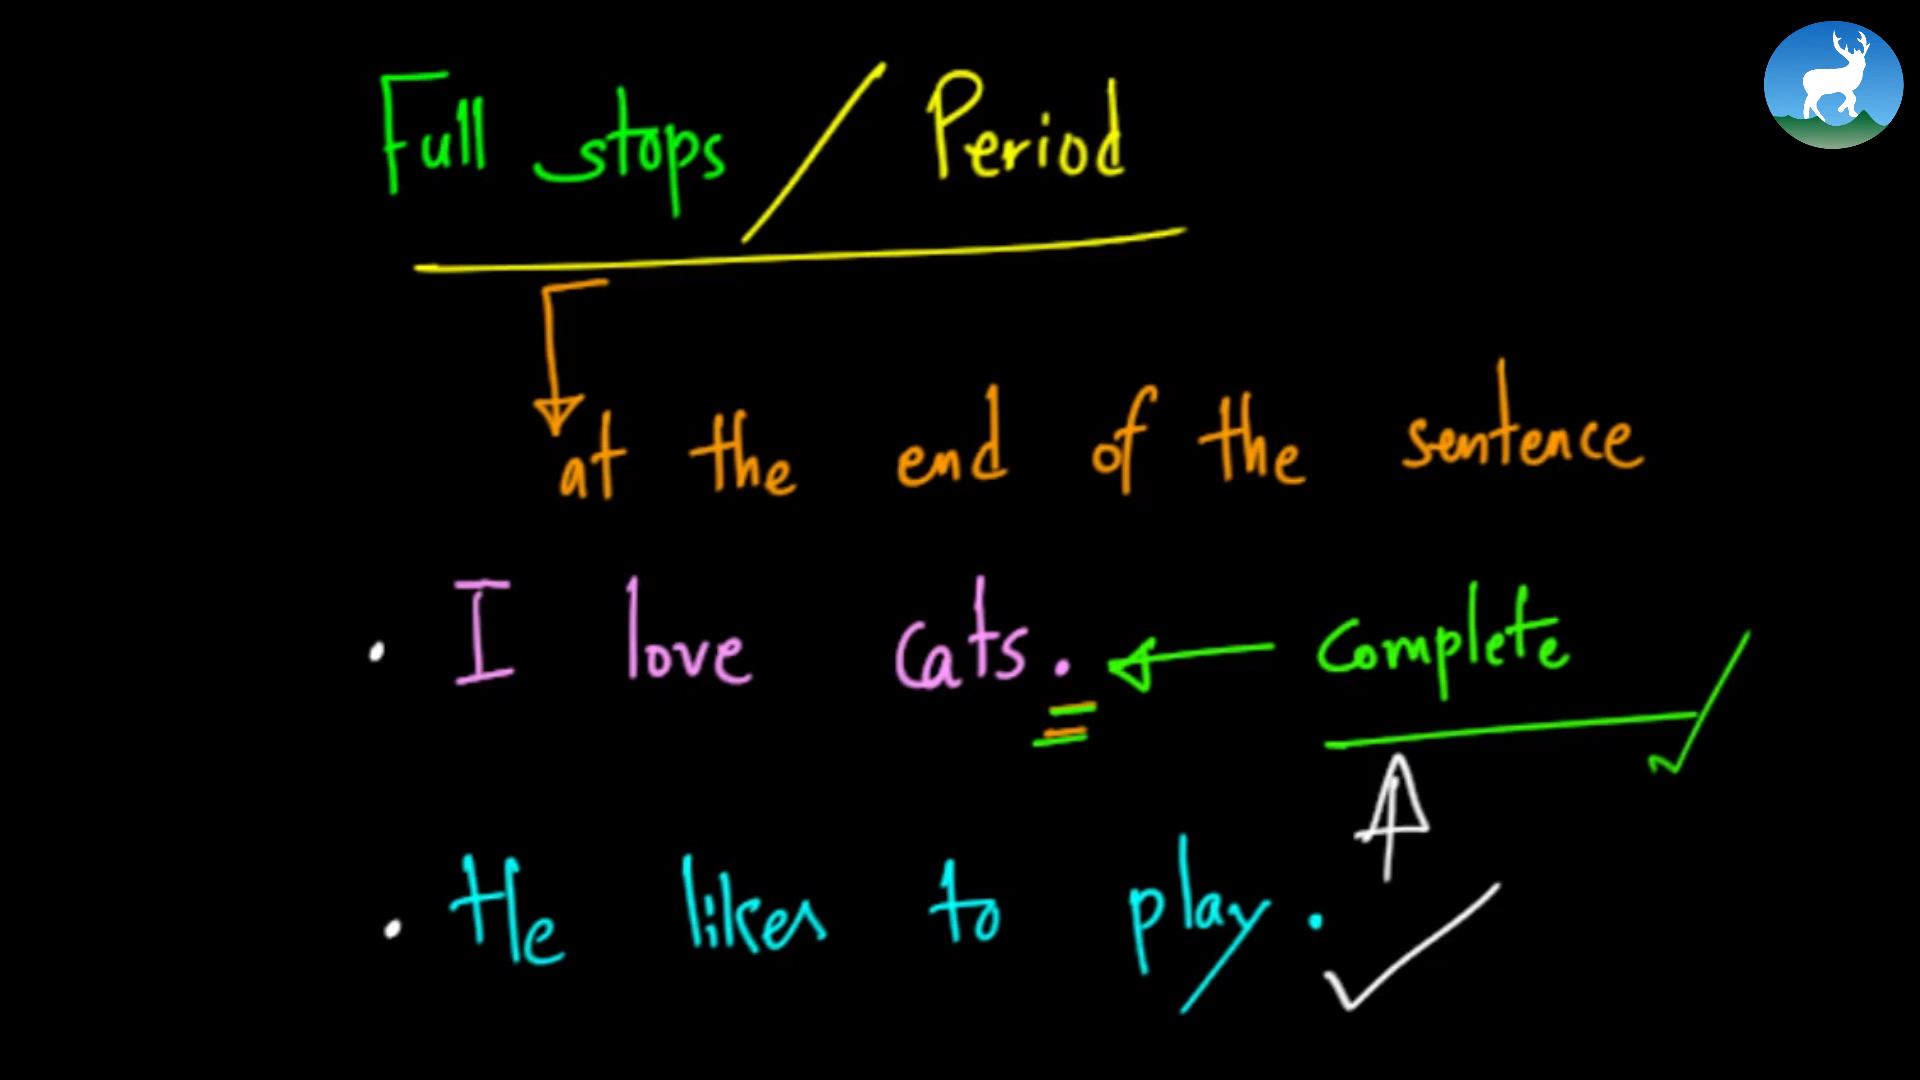 Full stops / Period
at the end of the sentence
• I love cats. ← Complete ✓
• He likes to play. ✓